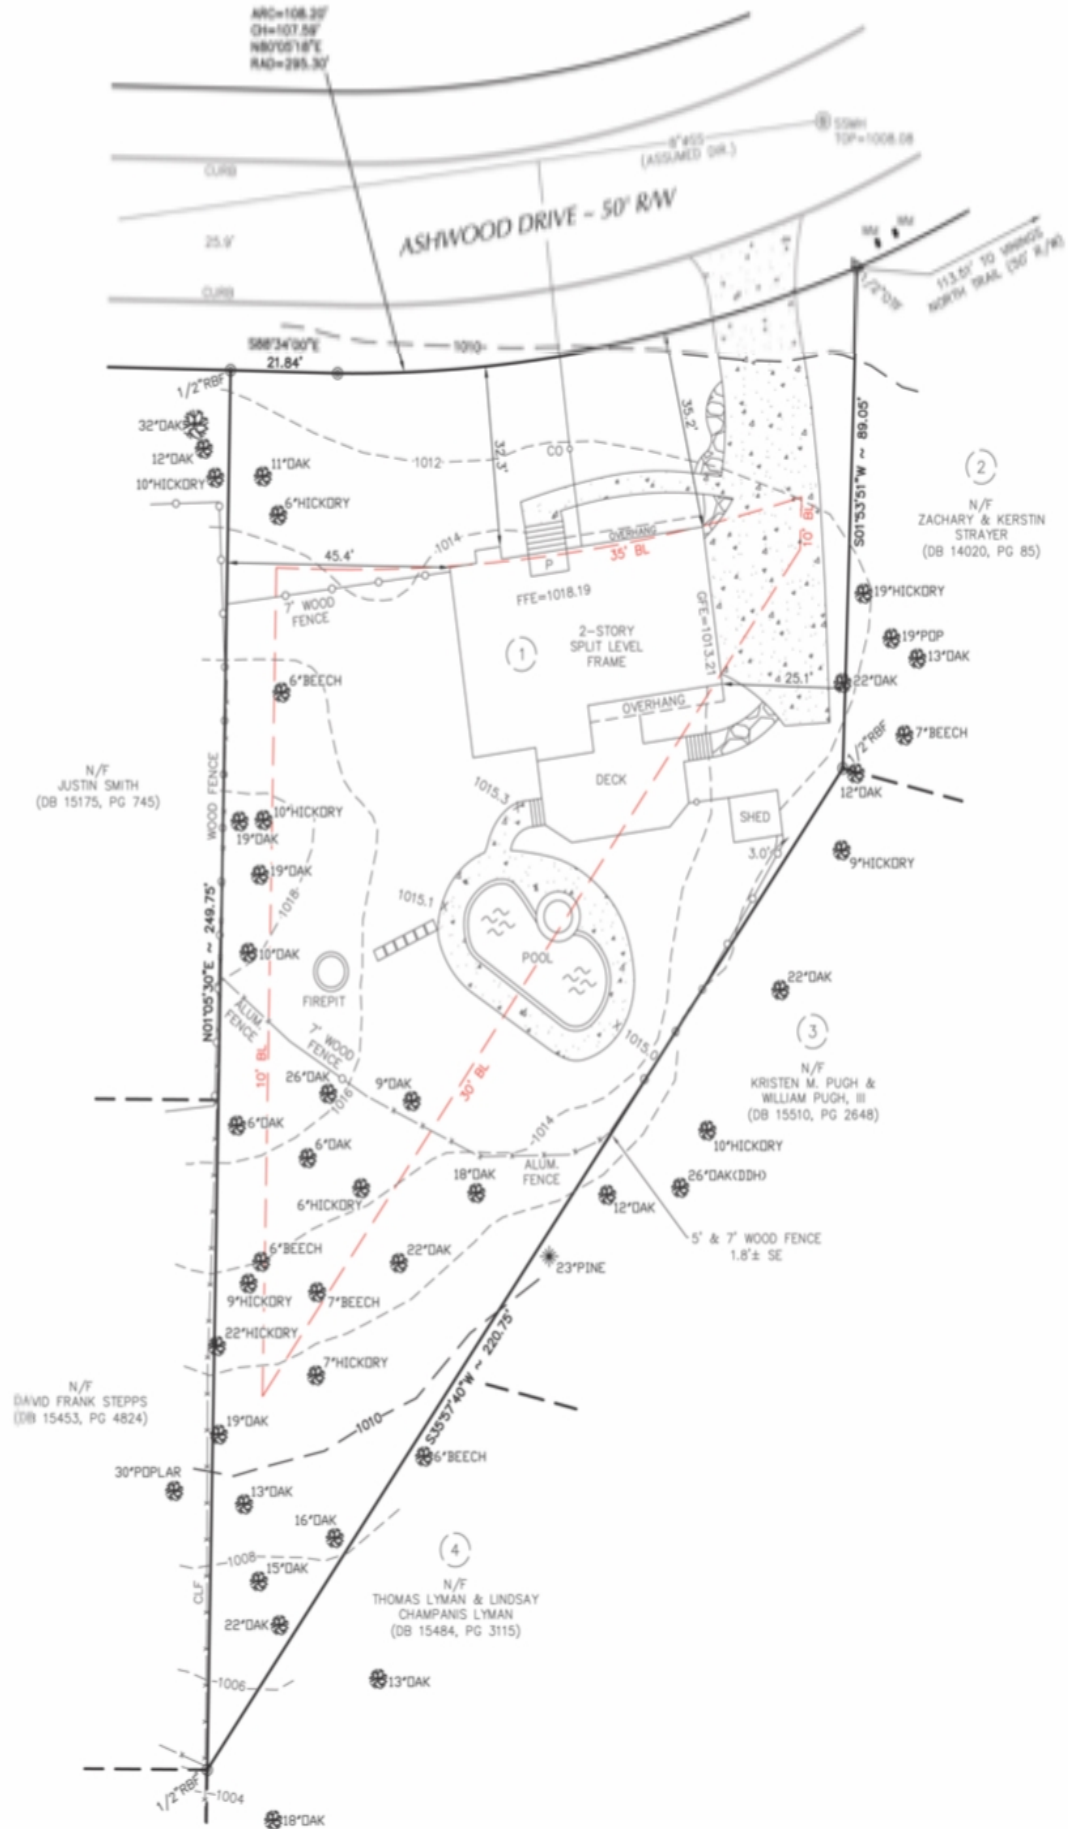 ARC=108.20'
CH=107.59'
N80°05'18"E
RAD=295.30'
8"ϕSS
(ASSUMED DIR.)
SSMH
TOP=1008.08
CURB
25.9'
ASHWOOD DRIVE ~ 50' R/W
WM
WM
CURB
113.51' TO VININGS
NORTH TRAIL (50' R/W)
S88°34'00"E
21.84'
1010
1/2"RBF
32"OAK
12"OAK
10"HICKORY
11"OAK
6"HICKORY
1012
32.3'
CO
35.2'
S01°53'51"W ~ 89.05'
2
N/F
ZACHARY & KERSTIN
STRAYER
(DB 14020, PG 85)
1014
45.4'
OVERHANG
35' BL
10' BL
P
FFE=1018.19
7' WOOD
FENCE
1
2-STORY
SPLIT LEVEL
FRAME
GFE=1013.21
19"HICKORY
19"POP
13"OAK
6"BEECH
25.1'
22"OAK
OVERHANG
7"BEECH
1/2"RBF
12"OAK
N/F
JUSTIN SMITH
(DB 15175, PG 745)
WOOD FENCE
DECK
1015.3
SHED
3.0'
10"HICKORY
19"OAK
9"HICKORY
19"OAK
1018
1015.1 X
N01°05'30"E ~ 249.75'
10"OAK
POOL
FIREPIT
22"OAK
ALUM.
FENCE
7' WOOD
FENCE
X 1015.0
3
N/F
KRISTEN M. PUGH &
WILLIAM PUGH, III
(DB 15510, PG 2648)
10' BL
30' BL
26"OAK
9"OAK
1016
6"OAK
1014
10"HICKORY
6"OAK
ALUM.
FENCE
18"OAK
26"OAK(DDH)
6"HICKORY
12"OAK
5' & 7' WOOD FENCE
1.8'± SE
6"BEECH
22"OAK
23"PINE
9"HICKORY
7"BEECH
22"HICKORY
7"HICKORY
S35°57'40"W ~ 220.75'
N/F
DAVID FRANK STEPPS
(DB 15453, PG 4824)
19"OAK
1010
6"BEECH
30"POPLAR
13"OAK
16"OAK
4
N/F
THOMAS LYMAN & LINDSAY
CHAMPANIS LYMAN
(DB 15484, PG 3115)
1008
15"OAK
CLF
22"OAK
1006
13"OAK
1/2"RBF
1004
18"OAK